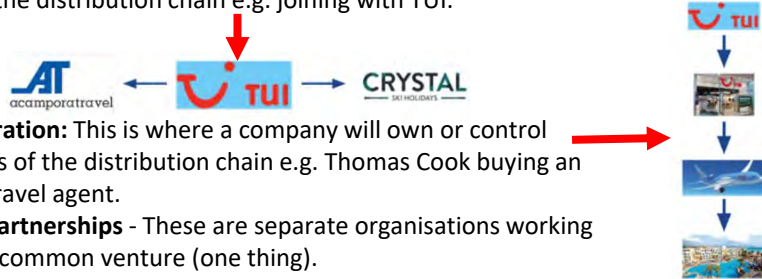 the distribution chain e.g. joining with TUI.
TUI
AT
acamporatravel
TUI
CRYSTAL
SKI HOLIDAYS
ration: This is where a company will own or control
s of the distribution chain e.g. Thomas Cook buying an
ravel agent.
artnerships - These are separate organisations working
common venture (one thing).